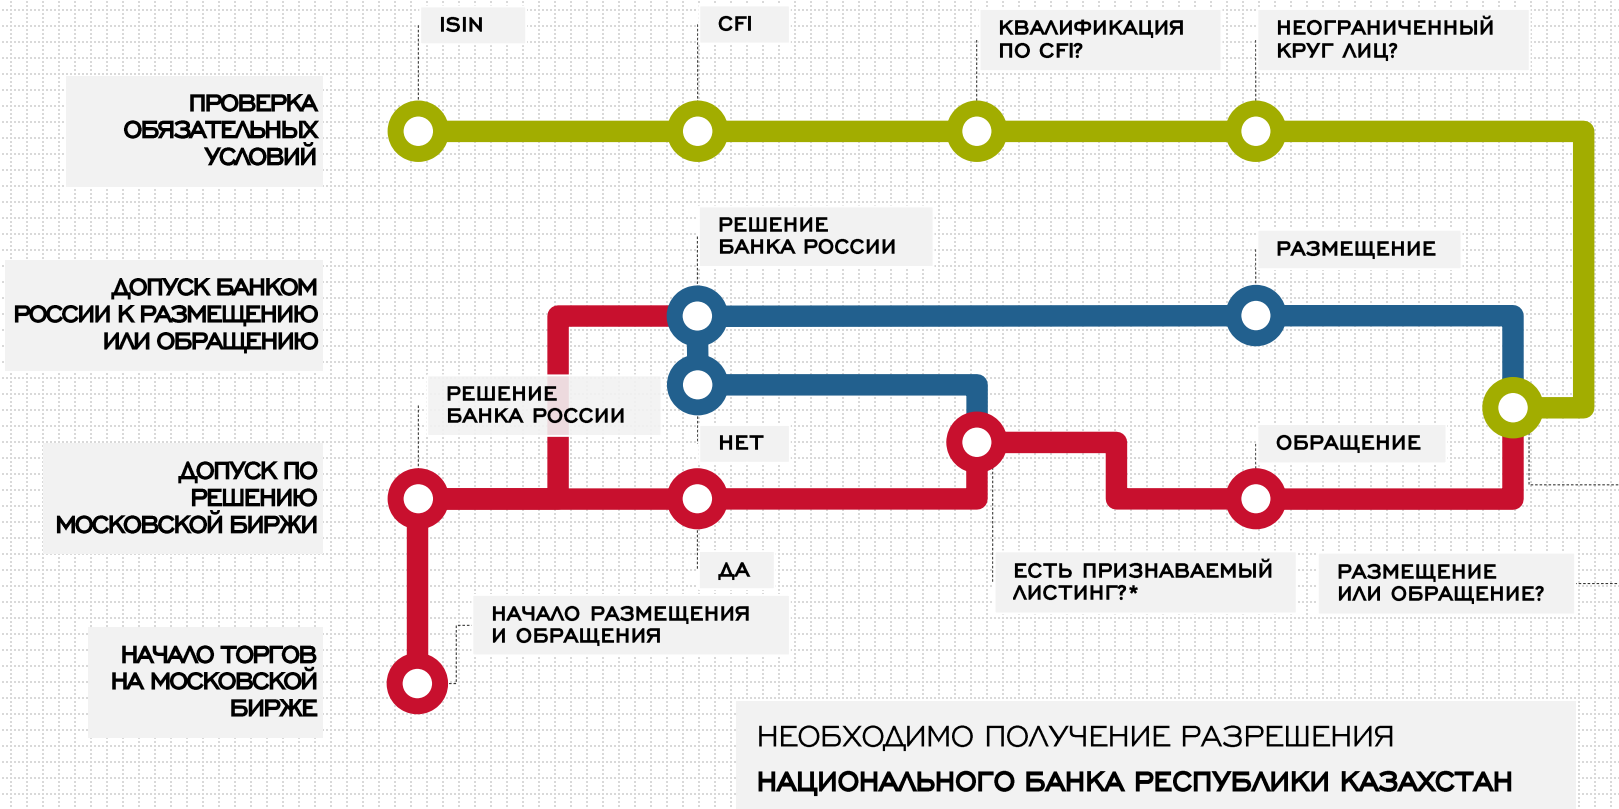 ISIN
CFI
КВАЛИФИКАЦИЯ
ПО CFI?
НЕОГРАНИЧЕННЫЙ
КРУГ ЛИЦ?
ПРОВЕРКА
ОБЯЗАТЕЛЬНЫХ
УСЛОВИЙ
РЕШЕНИЕ
БАНКА РОССИИ
РАЗМЕЩЕНИЕ
ДОПУСК БАНКОМ
РОССИИ К РАЗМЕЩЕНИЮ
ИЛИ ОБРАЩЕНИЮ
РЕШЕНИЕ
БАНКА РОССИИ
НЕТ
ОБРАЩЕНИЕ
ДОПУСК ПО
РЕШЕНИЮ
МОСКОВСКОЙ БИРЖИ
ДА
ЕСТЬ ПРИЗНАВАЕМЫЙ
ЛИСТИНГ?*
РАЗМЕЩЕНИЕ
ИЛИ ОБРАЩЕНИЕ?
НАЧАЛО РАЗМЕЩЕНИЯ
И ОБРАЩЕНИЯ
НАЧАЛО ТОРГОВ
НА МОСКОВСКОЙ
БИРЖЕ
НЕОБХОДИМО ПОЛУЧЕНИЕ РАЗРЕШЕНИЯ
НАЦИОНАЛЬНОГО БАНКА РЕСПУБЛИКИ КАЗАХСТАН